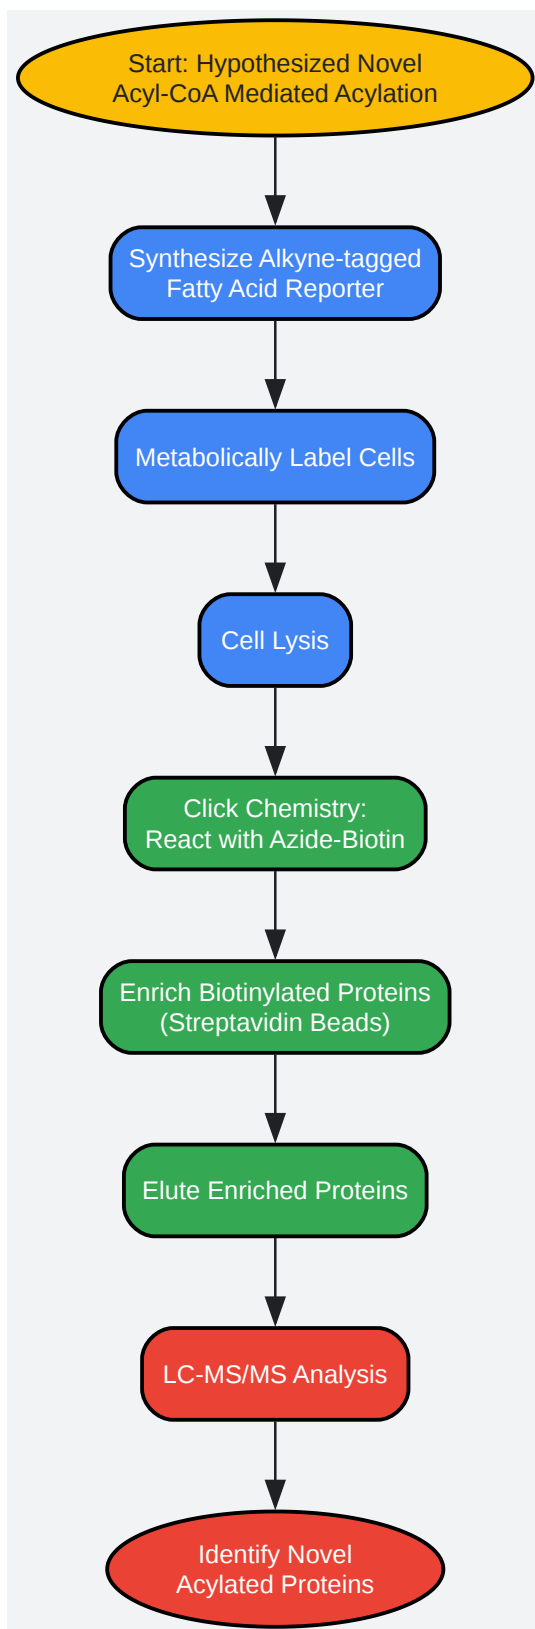 Start: Hypothesized Novel
Acyl-CoA Mediated Acylation
Synthesize Alkyne-tagged
Fatty Acid Reporter
Metabolically Label Cells
Cell Lysis
Click Chemistry:
React with Azide-Biotin
Enrich Biotinylated Proteins
(Streptavidin Beads)
Elute Enriched Proteins
LC-MS/MS Analysis
Identify Novel
Acylated Proteins